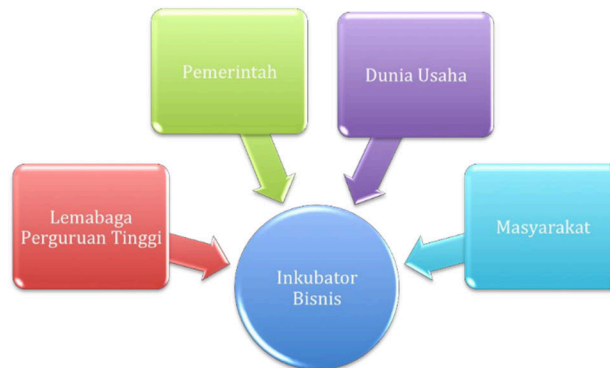 Pemerintah
Dunia Usaha
Lemabaga
Perguruan Tinggi
Masyarakat
Inkubator
Bisnis